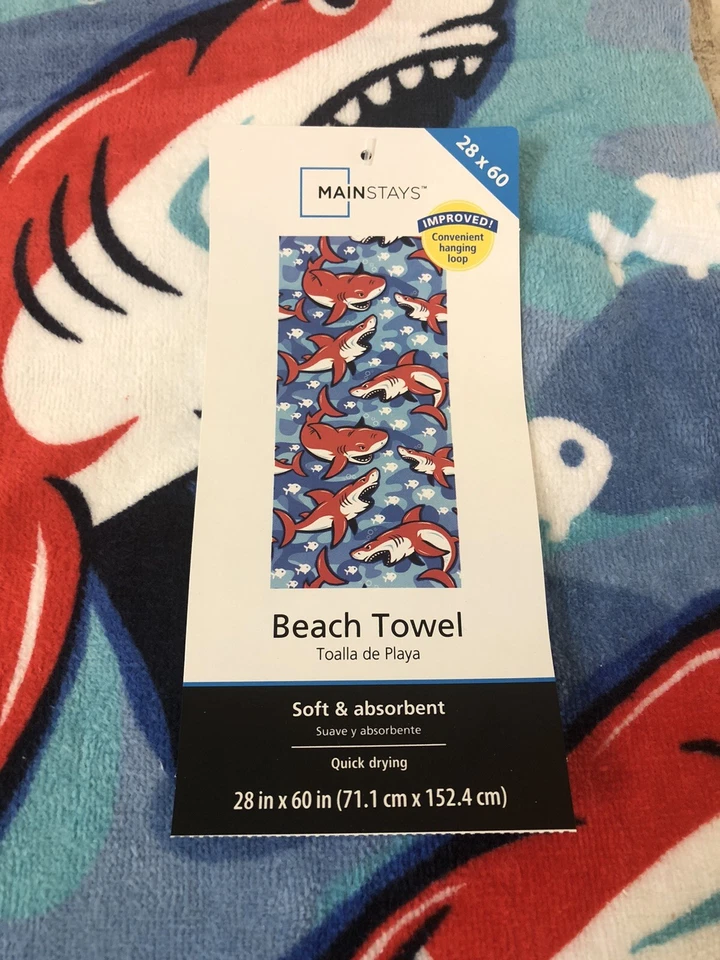 28 x 60
MAINSTAYS™
IMPROVED!
Convenient
hanging
loop
Beach Towel
Toalla de Playa
Soft & absorbent
Suave y absorbente
Quick drying
28 in x 60 in (71.1 cm x 152.4 cm)